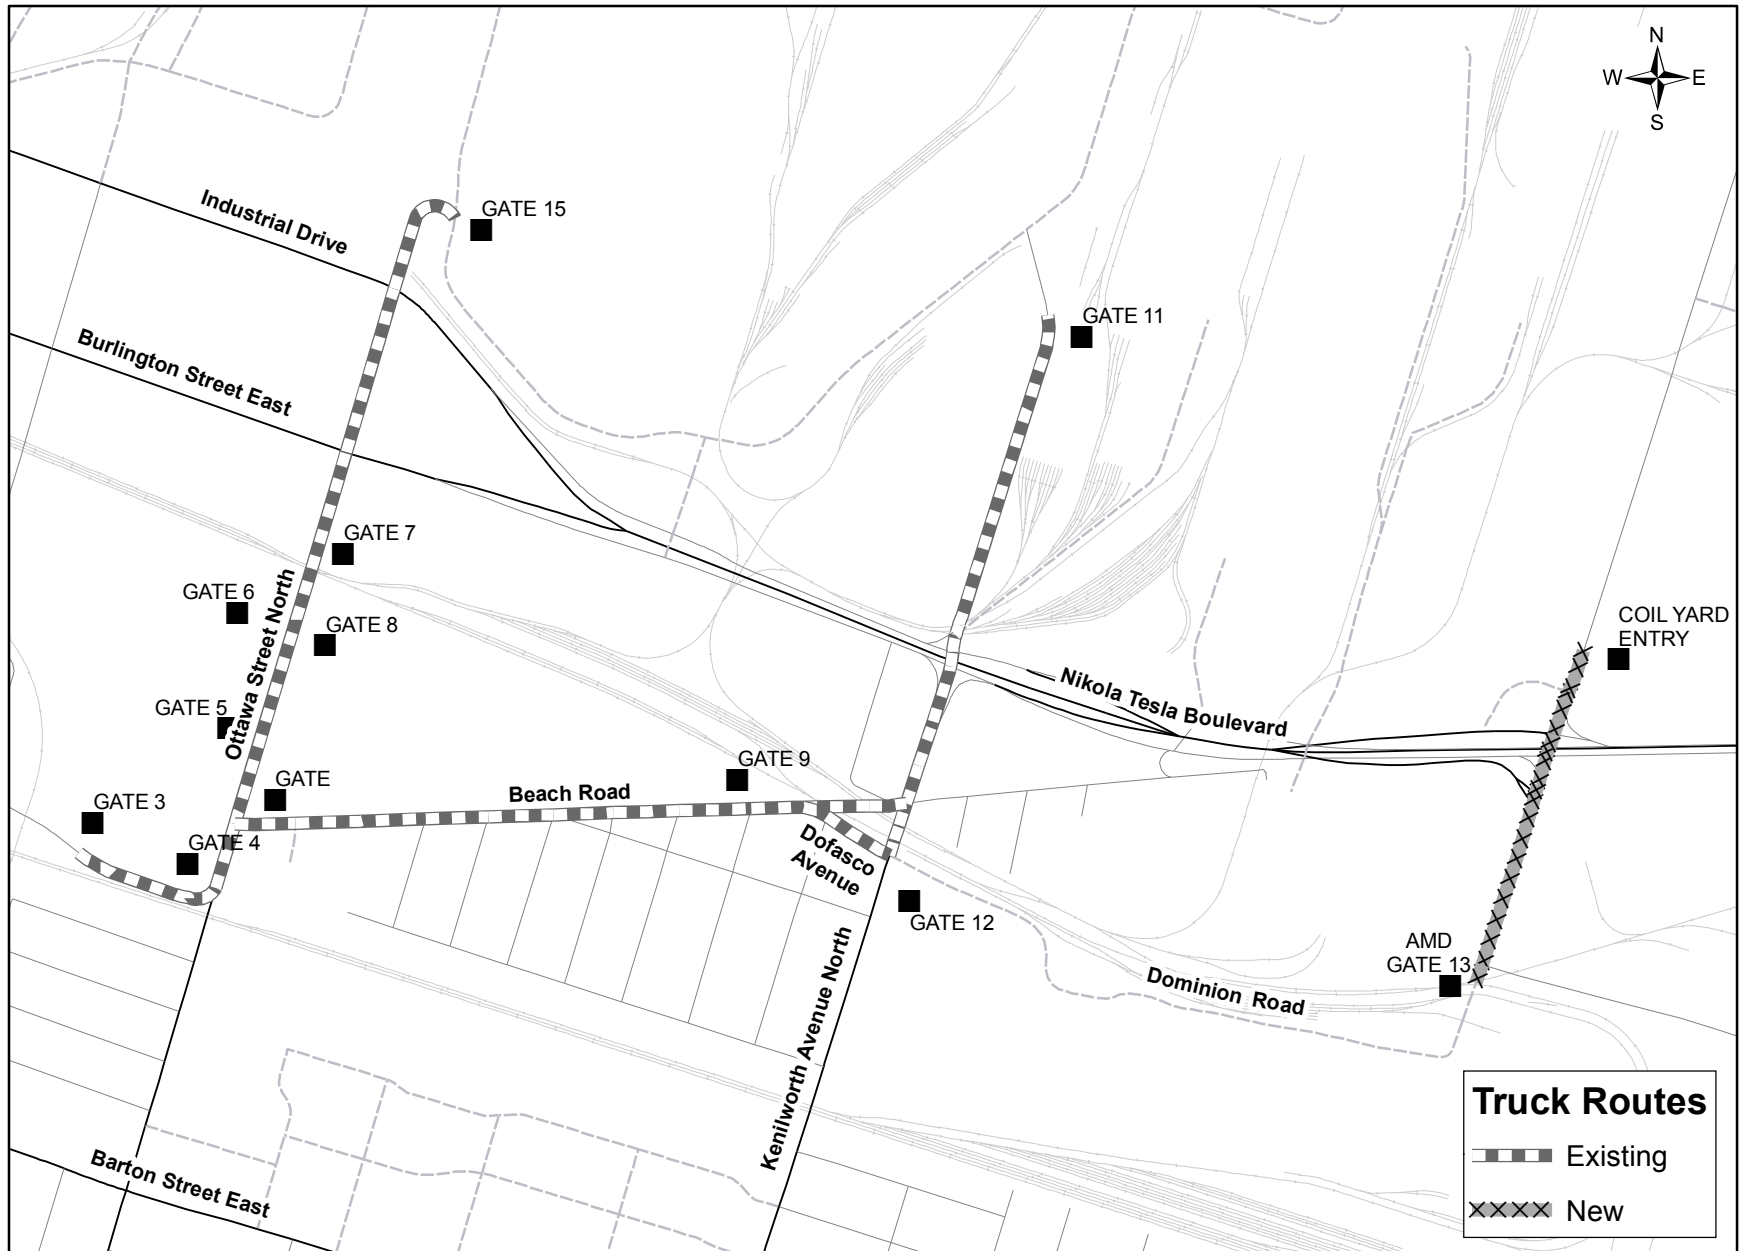 N
W E
S
GATE 15
Industrial Drive
GATE 11
Burlington Street East
GATE 7
GATE 6
GATE 8
Ottawa Street North
GATE 5
COIL YARD
ENTRY
Nikola Tesla Boulevard
GATE 9
GATE
Beach Road
GATE 3
GATE 4
Dofasco
Avenue
GATE 12
AMD
GATE 13
Dominion Road
Kenilworth Avenue North
Barton Street East
Truck Routes
Existing
New